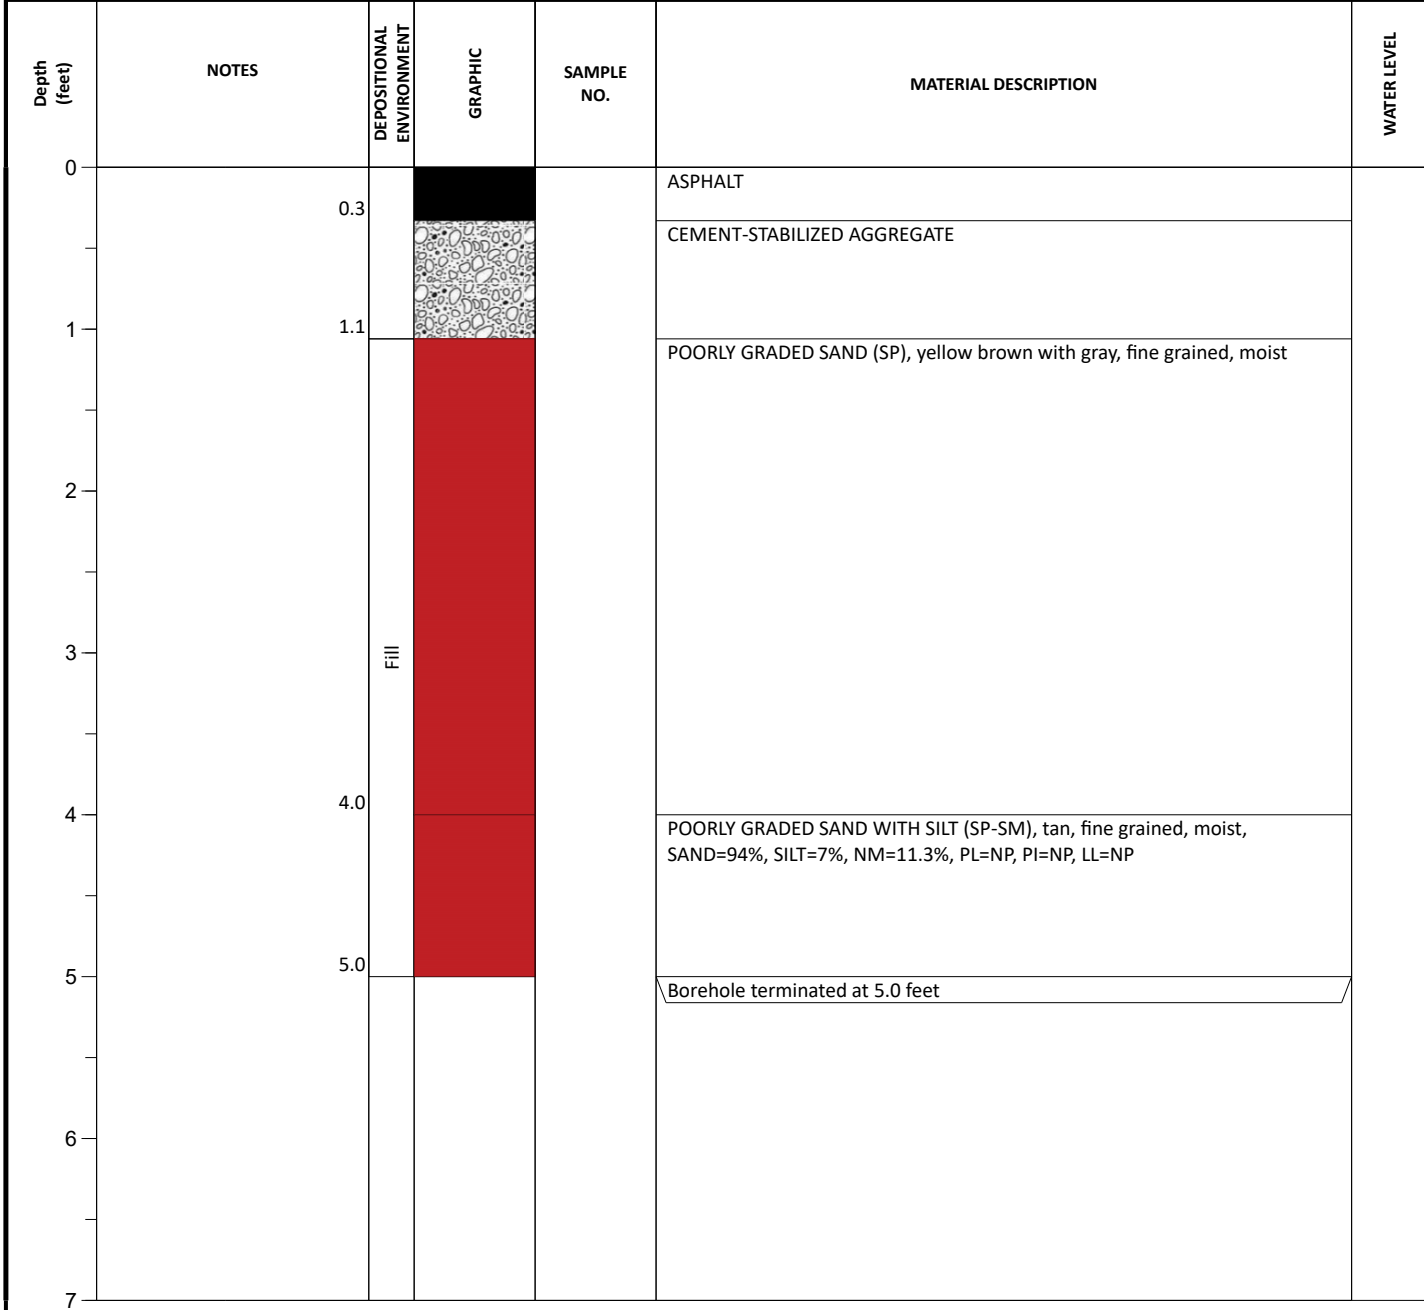 Depth
(feet)
NOTES
DEPOSITIONAL
ENVIRONMENT
GRAPHIC
SAMPLE
NO.
MATERIAL DESCRIPTION
WATER LEVEL
0
ASPHALT
0.3
CEMENT-STABILIZED AGGREGATE
1.1
1
POORLY GRADED SAND (SP), yellow brown with gray, fine grained, moist
2
3
Fill
4.0
4
POORLY GRADED SAND WITH SILT (SP-SM), tan, fine grained, moist,
SAND=94%, SILT=7%, NM=11.3%, PL=NP, PI=NP, LL=NP
5.0
5
Borehole terminated at 5.0 feet
6
7